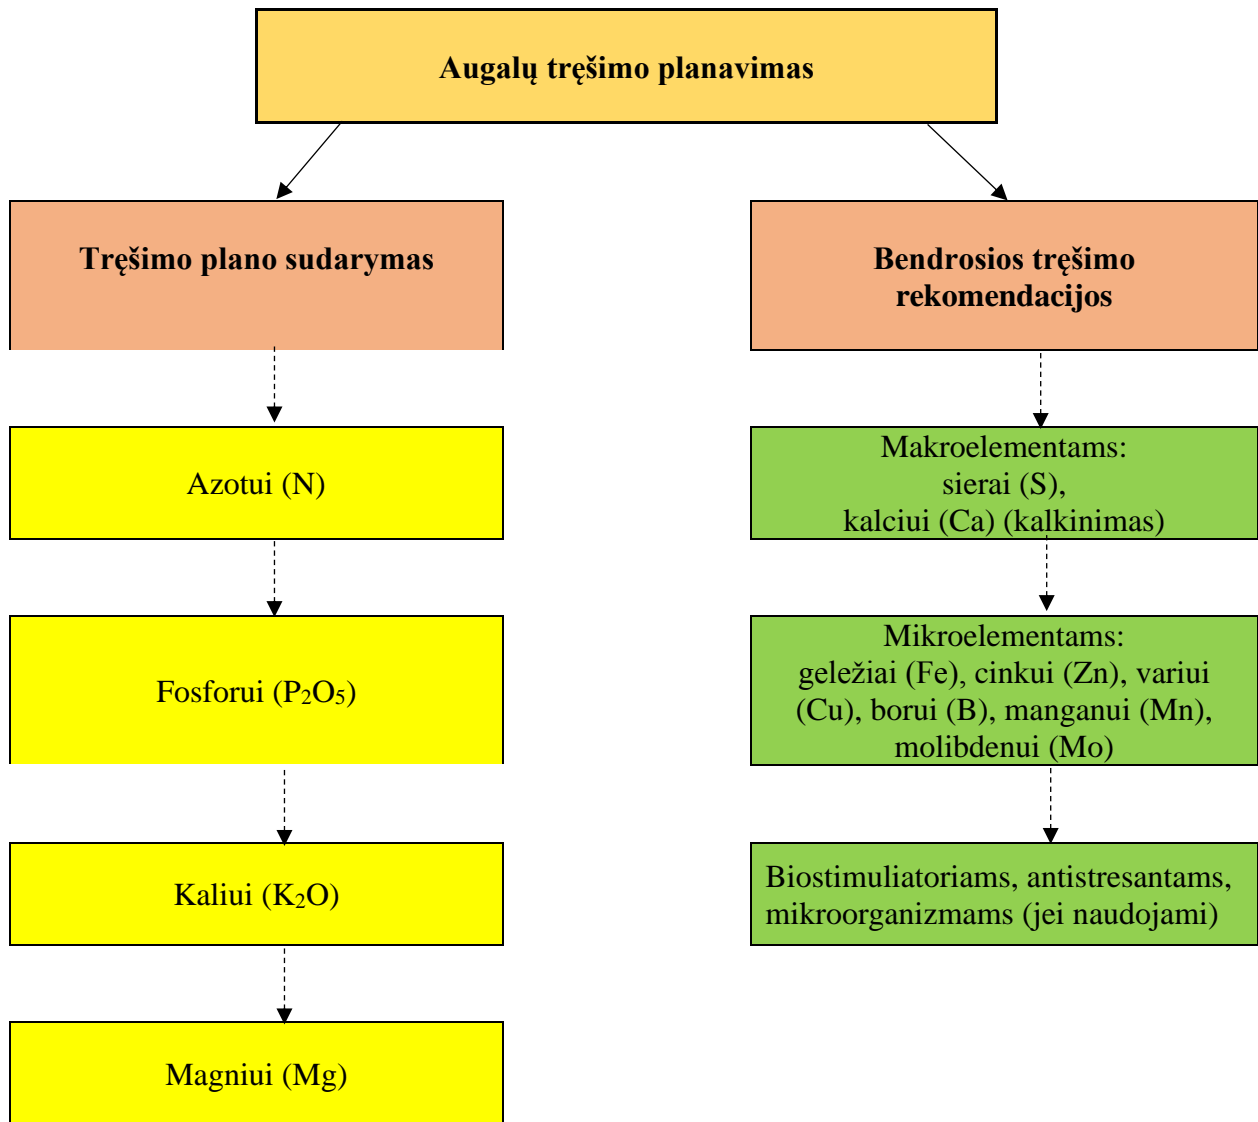 Augalų tręšimo planavimas
Tręšimo plano sudarymas
Bendrosios tręšimo
rekomendacijos
Azotui (N)
Fosforui (P₂O₅)
Kaliui (K₂O)
Magniui (Mg)
Makroelementams:
sierai (S),
kalciui (Ca) (kalkinimas)
Mikroelementams:
geležiai (Fe), cinkui (Zn), variui
(Cu), borui (B), manganui (Mn),
molibdenui (Mo)
Biostimuliatoriams, antistresantams,
mikroorganizmams (jei naudojami)